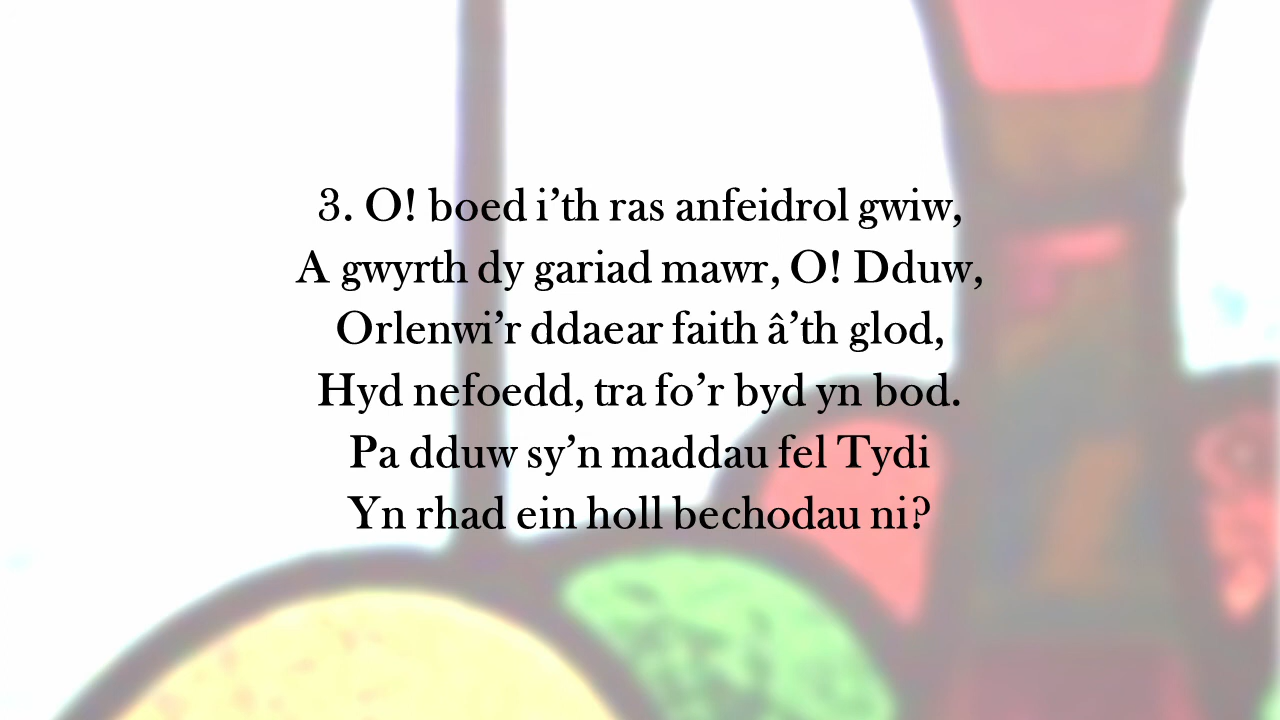 3. O! boed i’th ras anfeidrol gwiw,
A gwyrth dy gariad mawr, O! Dduw,
Orlenwi’r ddaear faith â’th glod,
Hyd nefoedd, tra fo’r byd yn bod.
Pa dduw sy’n maddau fel Tydi
Yn rhad ein holl bechodau ni?